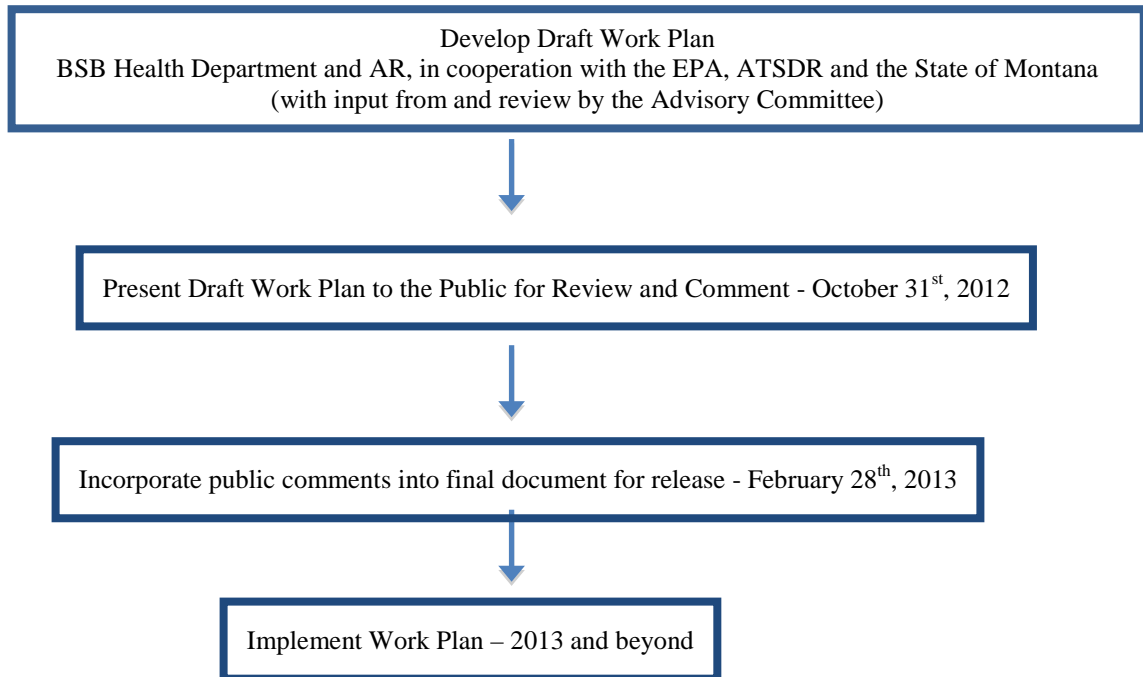 Develop Draft Work Plan
BSB Health Department and AR, in cooperation with the EPA, ATSDR and the State of Montana
(with input from and review by the Advisory Committee)
Present Draft Work Plan to the Public for Review and Comment - October 31st, 2012
Incorporate public comments into final document for release - February 28th, 2013
Implement Work Plan – 2013 and beyond